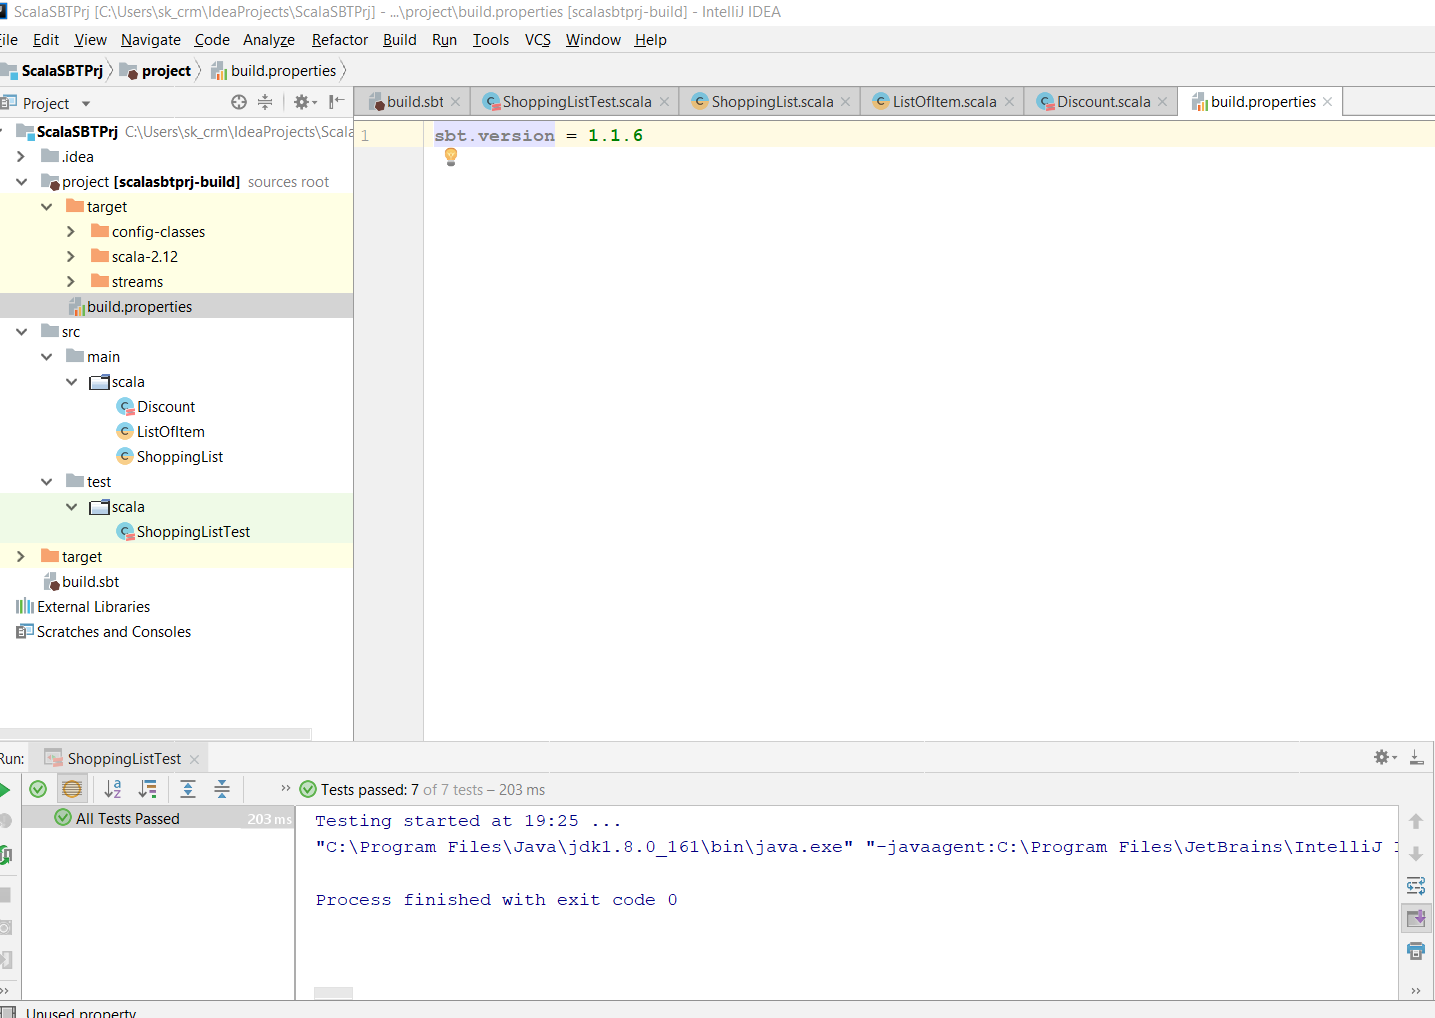 ScalaSBTPrj [C:\Users\sk_crm\IdeaProjects\ScalaSBTPrj] - ...\project\build.properties [scalasbtprj-build] - IntelliJ IDEA
ile Edit View Navigate Code Analyze Refactor Build Run Tools VCS Window Help
ScalaSBTPrj project build.properties
Project build.sbt ShoppingListTest.scala ShoppingList.scala ListOfItem.scala Discount.scala build.properties
ScalaSBTPrj C:\Users\sk_crm\IdeaProjects\Scala
1 sbt.version = 1.1.6
.idea
project [scalasbtprj-build] sources root
target
config-classes
scala-2.12
streams
build.properties
src
main
scala
Discount
ListOfItem
ShoppingList
test
scala
ShoppingListTest
target
build.sbt
External Libraries
Scratches and Consoles
Run: ShoppingListTest
Tests passed: 7 of 7 tests – 203 ms
All Tests Passed 203 ms
Testing started at 19:25 ...
"C:\Program Files\Java\jdk1.8.0_161\bin\java.exe" "-javaagent:C:\Program Files\JetBrains\IntelliJ
Process finished with exit code 0
Unused property